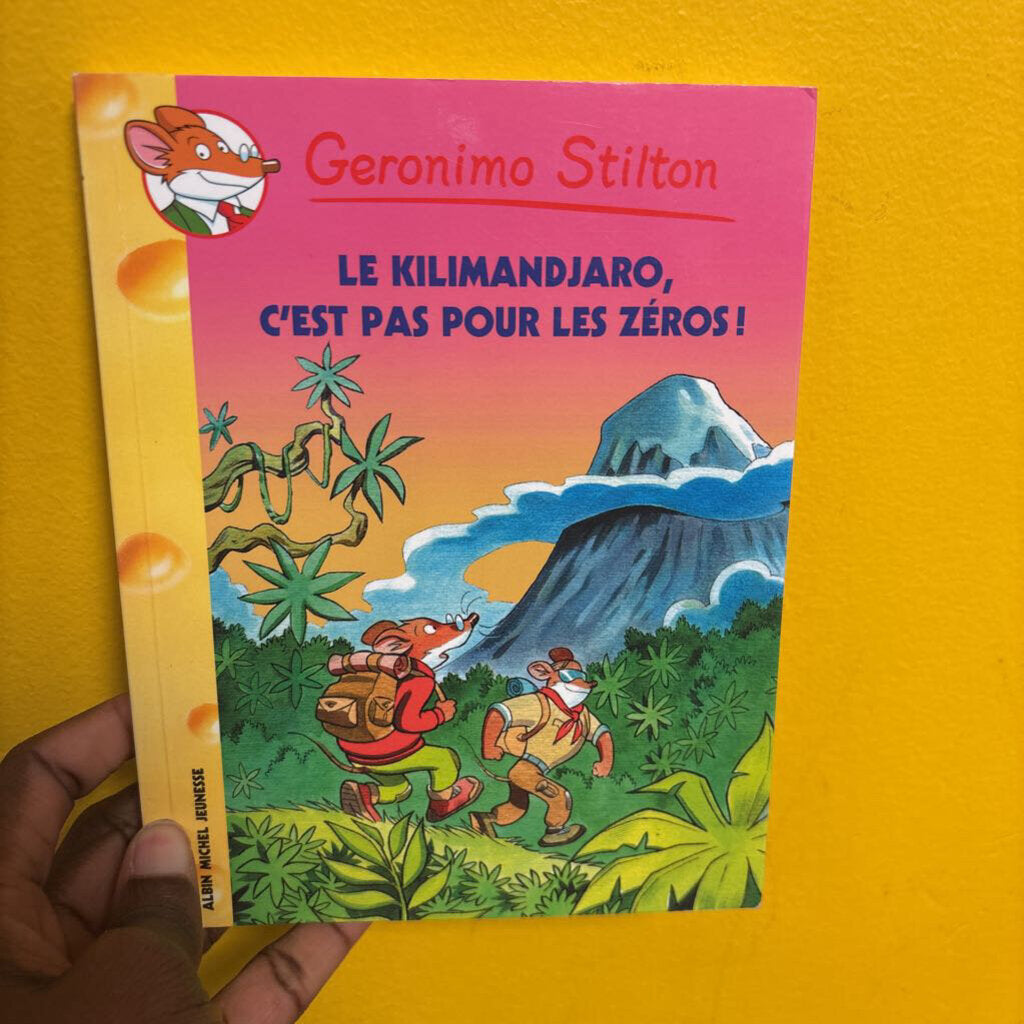 Geronimo Stilton
LE KILIMANDJARO,
C'EST PAS POUR LES ZÉROS !
ALBIN MICHEL JEUNESSE